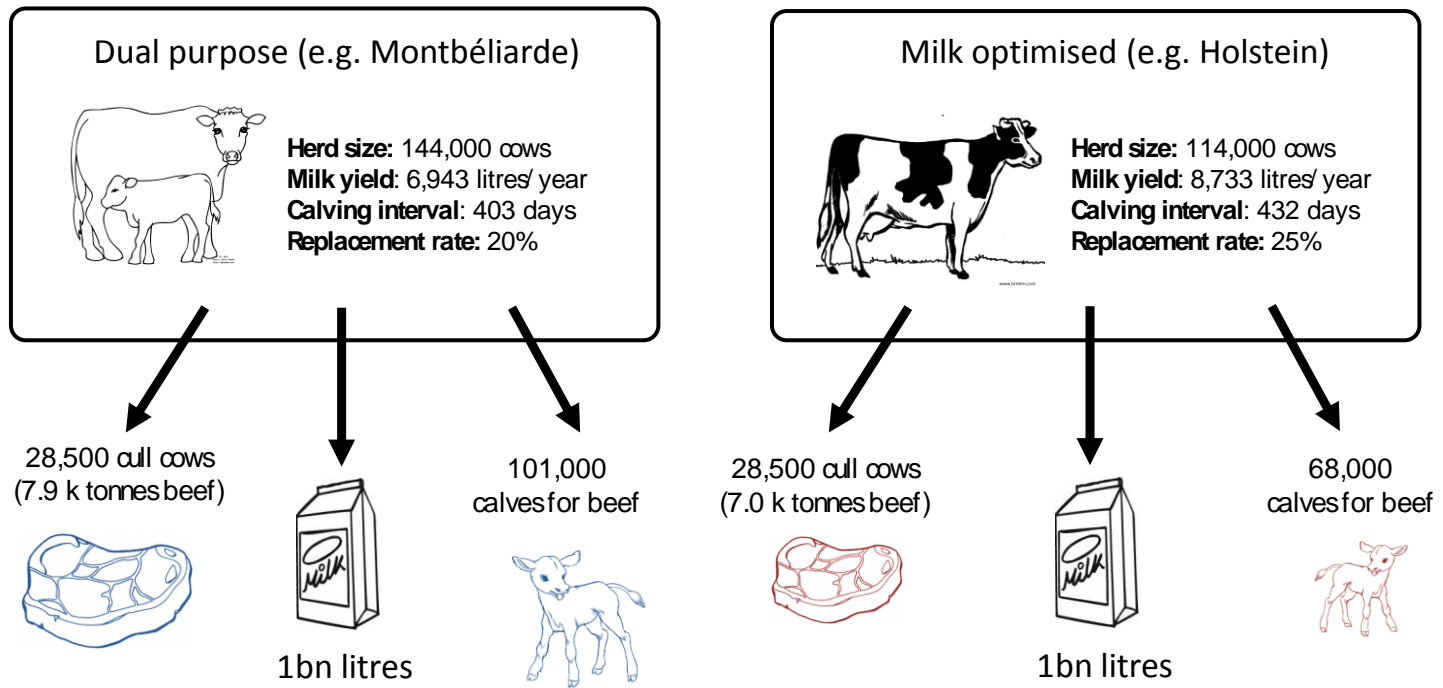 Dual purpose (e.g. Montbéliarde)
Herd size: 144,000 cows
Milk yield: 6,943 litres/ year
Calving interval: 403 days
Replacement rate: 20%
28,500 cull cows
(7.9 k tonnes beef)
Milk
1bn litres
101,000
calves for beef
Milk optimised (e.g. Holstein)
Herd size: 114,000 cows
Milk yield: 8,733 litres/ year
Calving interval: 432 days
Replacement rate: 25%
28,500 cull cows
(7.0 k tonnes beef)
Milk
1bn litres
68,000
calves for beef